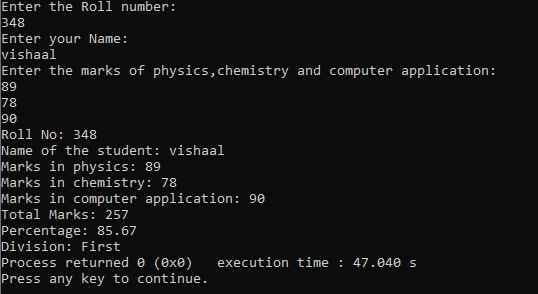 Enter the Roll number:
348
Enter your Name:
vishaal
Enter the marks of physics,chemistry and computer application:
89
78
90
Roll No: 348
Name of the student: vishaal
Marks in physics: 89
Marks in chemistry: 78
Marks in computer application: 90
Total Marks: 257
Percentage: 85.67
Division: First
Process returned 0 (0x0)   execution time : 47.040 s
Press any key to continue.